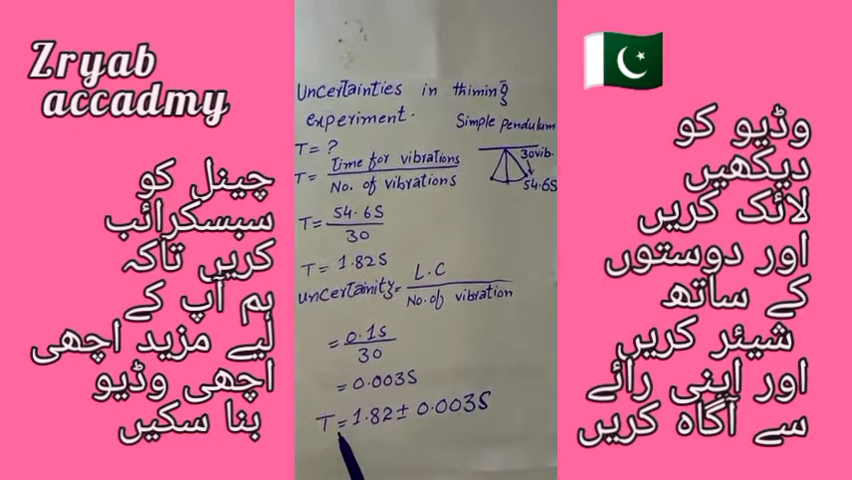 Zryab
accadmy
چینل کو
سبسکرائب
کریں تاکہ
ہم آپ کے
لیے مزید اچھی
اچھی وڈیو
بنا سکیں
Uncertainties in thiming
experiment.
Simple pendulum
T = ?
30vib.
54.6S
T = Time for vibrations
No. of vibrations
T = 54.6S
30
T = 1.82S
uncertainity = L.C
No. of vibration
= 0.1S
30
= 0.003S
T = 1.82 ± 0.003S
وڈیو کو
دیکھیں
لائک کریں
اور دوستوں
کے ساتھ
شیئر کریں
اور اپنی رائے
سے آگاہ کریں